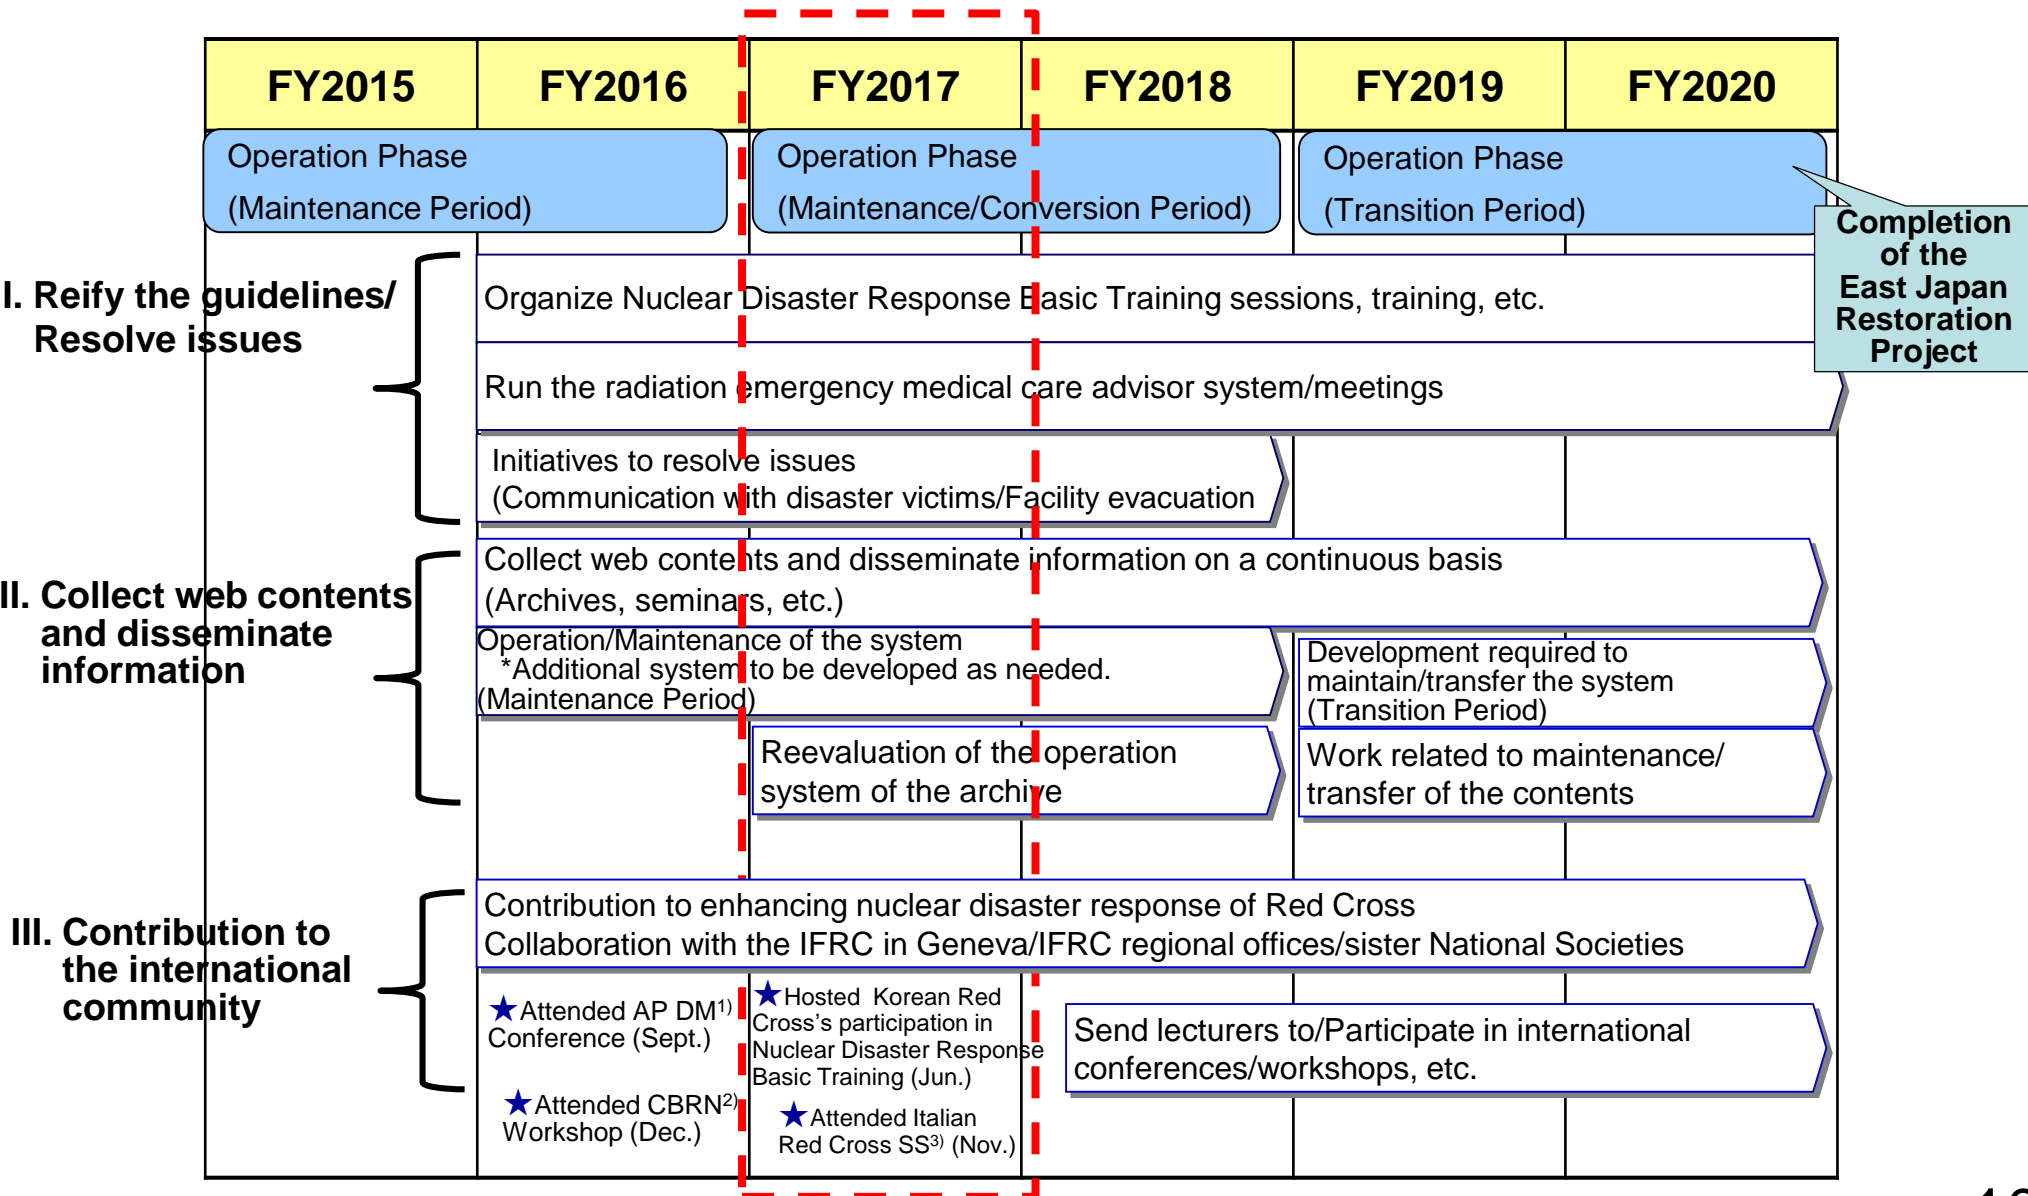 FY2015 FY2016 FY2017 FY2018 FY2019 FY2020
Operation Phase
(Maintenance Period)
Operation Phase
(Maintenance/Conversion Period)
Operation Phase
(Transition Period)
Completion
of the
East Japan
Restoration
Project
I. Reify the guidelines/
Resolve issues
Organize Nuclear Disaster Response Basic Training sessions, training, etc.
Run the radiation emergency medical care advisor system/meetings
Initiatives to resolve issues
(Communication with disaster victims/Facility evacuation
II. Collect web contents
and disseminate
information
Collect web contents and disseminate information on a continuous basis
(Archives, seminars, etc.)
Operation/Maintenance of the system
*Additional system to be developed as needed.
(Maintenance Period)
Development required to
maintain/transfer the system
(Transition Period)
Reevaluation of the operation
system of the archive
Work related to maintenance/
transfer of the contents
III. Contribution to
the international
community
Contribution to enhancing nuclear disaster response of Red Cross
Collaboration with the IFRC in Geneva/IFRC regional offices/sister National Societies
★Attended AP DM1)
Conference (Sept.)
★Attended CBRN2)
Workshop (Dec.)
★Hosted Korean Red
Cross's participation in
Nuclear Disaster Response
Basic Training (Jun.)
★Attended Italian
Red Cross SS3) (Nov.)
Send lecturers to/Participate in international
conferences/workshops, etc.